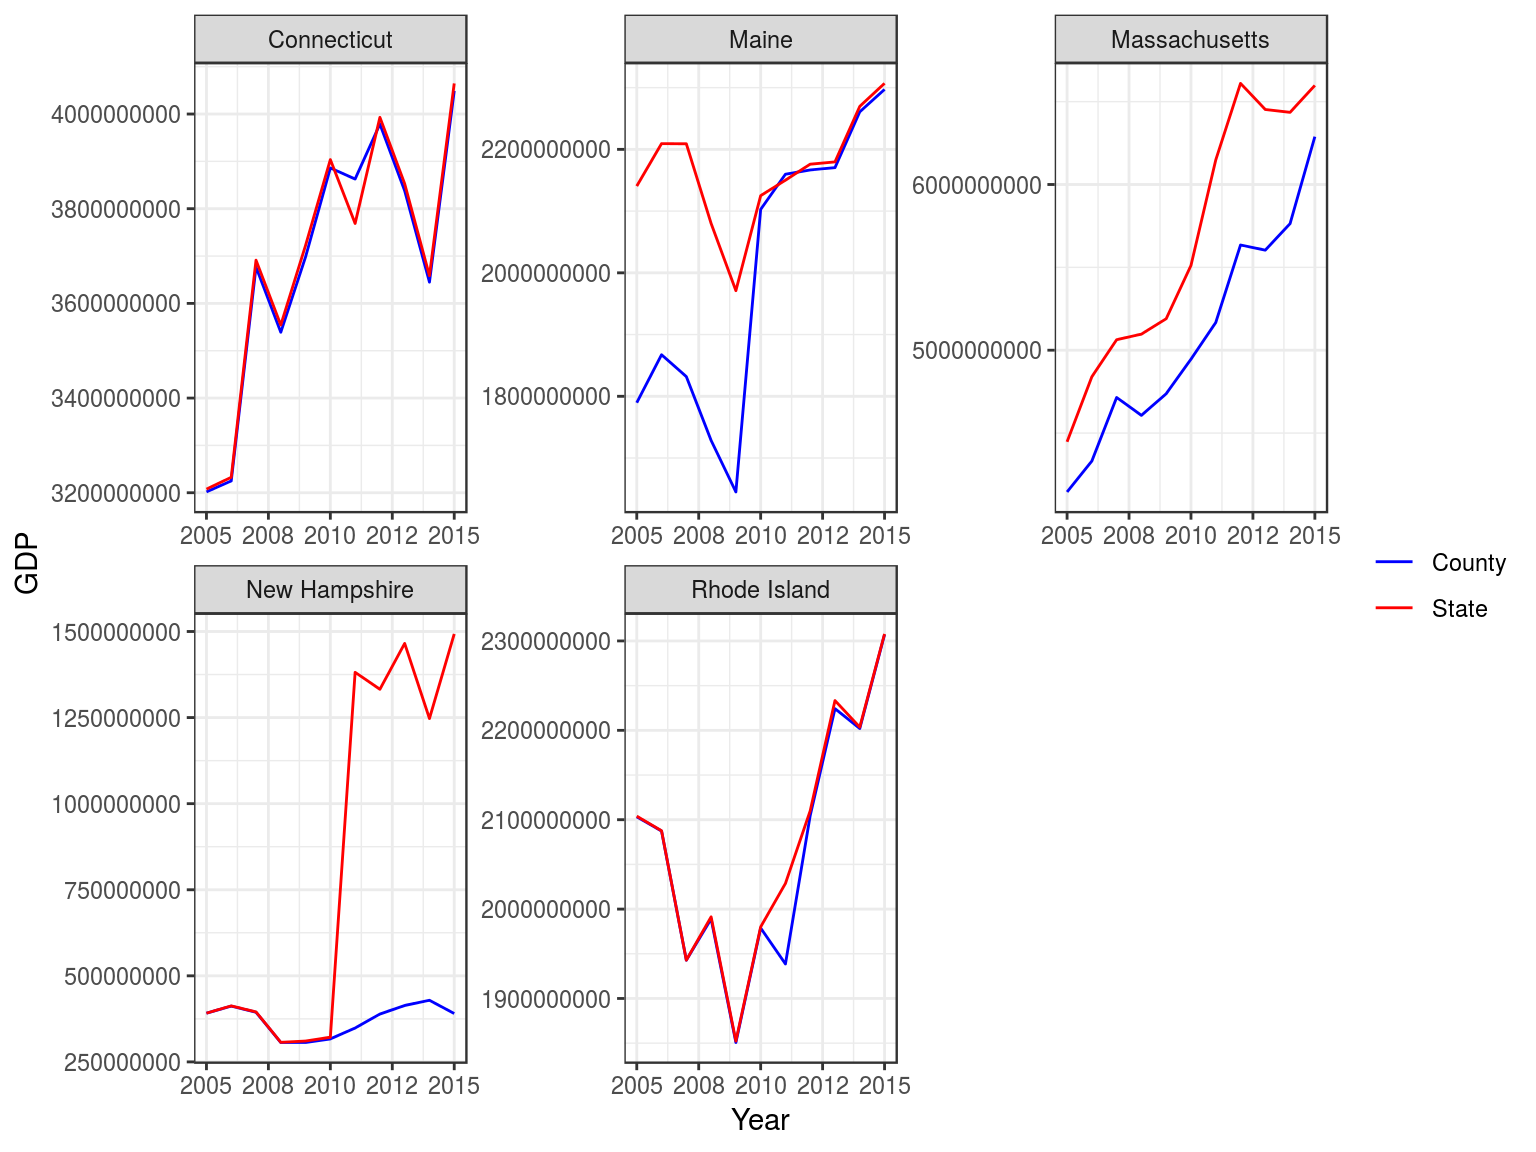 Connecticut
Maine
Massachusetts
4000000000
3800000000
3600000000
3400000000
3200000000
2200000000
2000000000
1800000000
6000000000
5000000000
2005 2008 2010 2012 2015
2005 2008 2010 2012 2015
2005 2008 2010 2012 2015
GDP
County
State
New Hampshire
Rhode Island
1500000000
1250000000
1000000000
750000000
500000000
250000000
2300000000
2200000000
2100000000
2000000000
1900000000
2005 2008 2010 2012 2015
2005 2008 2010 2012 2015
Year